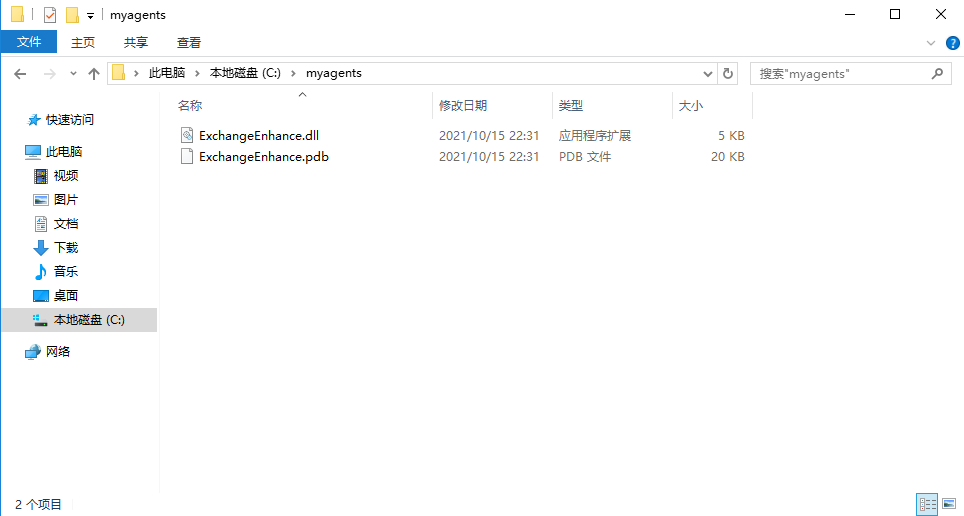 myagents
文件 主页 共享 查看
此电脑 本地磁盘 (C:) myagents 搜索"myagents"
名称 修改日期 类型 大小
快速访问
此电脑
视频
图片
文档
下载
音乐
桌面
本地磁盘 (C:)
网络
ExchangeEnhance.dll 2021/10/15 22:31 应用程序扩展 5 KB
ExchangeEnhance.pdb 2021/10/15 22:31 PDB 文件 20 KB
2 个项目